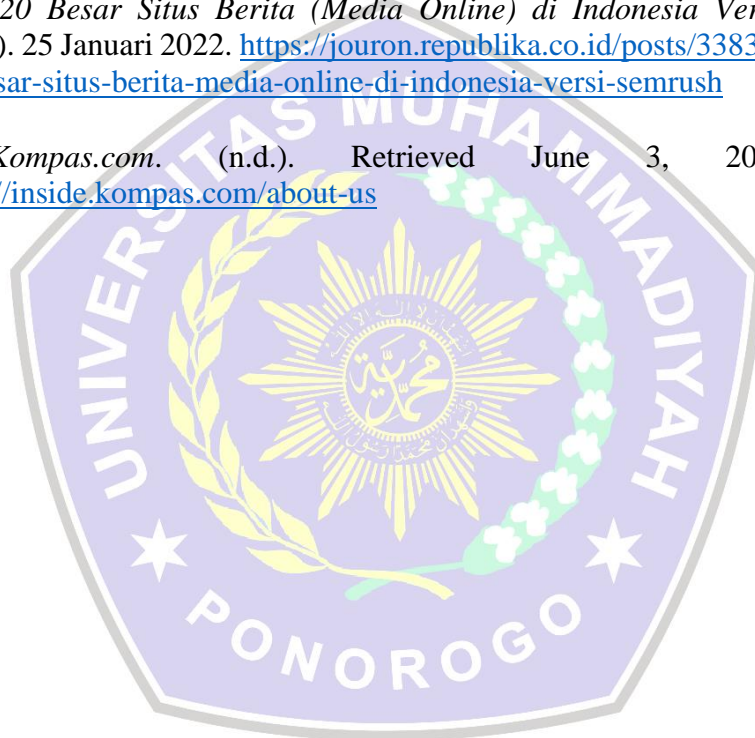 20 Besar Situs Berita (Media Online) di Indonesia Ver
). 25 Januari 2022. https://jouron.republika.co.id/posts/3383
sar-situs-berita-media-online-di-indonesia-versi-semrush
Kompas.com. (n.d.). Retrieved June 3, 20
//inside.kompas.com/about-us
UNIVERSITAS MUHAMMADIYAH
محمدية
PONOROGO